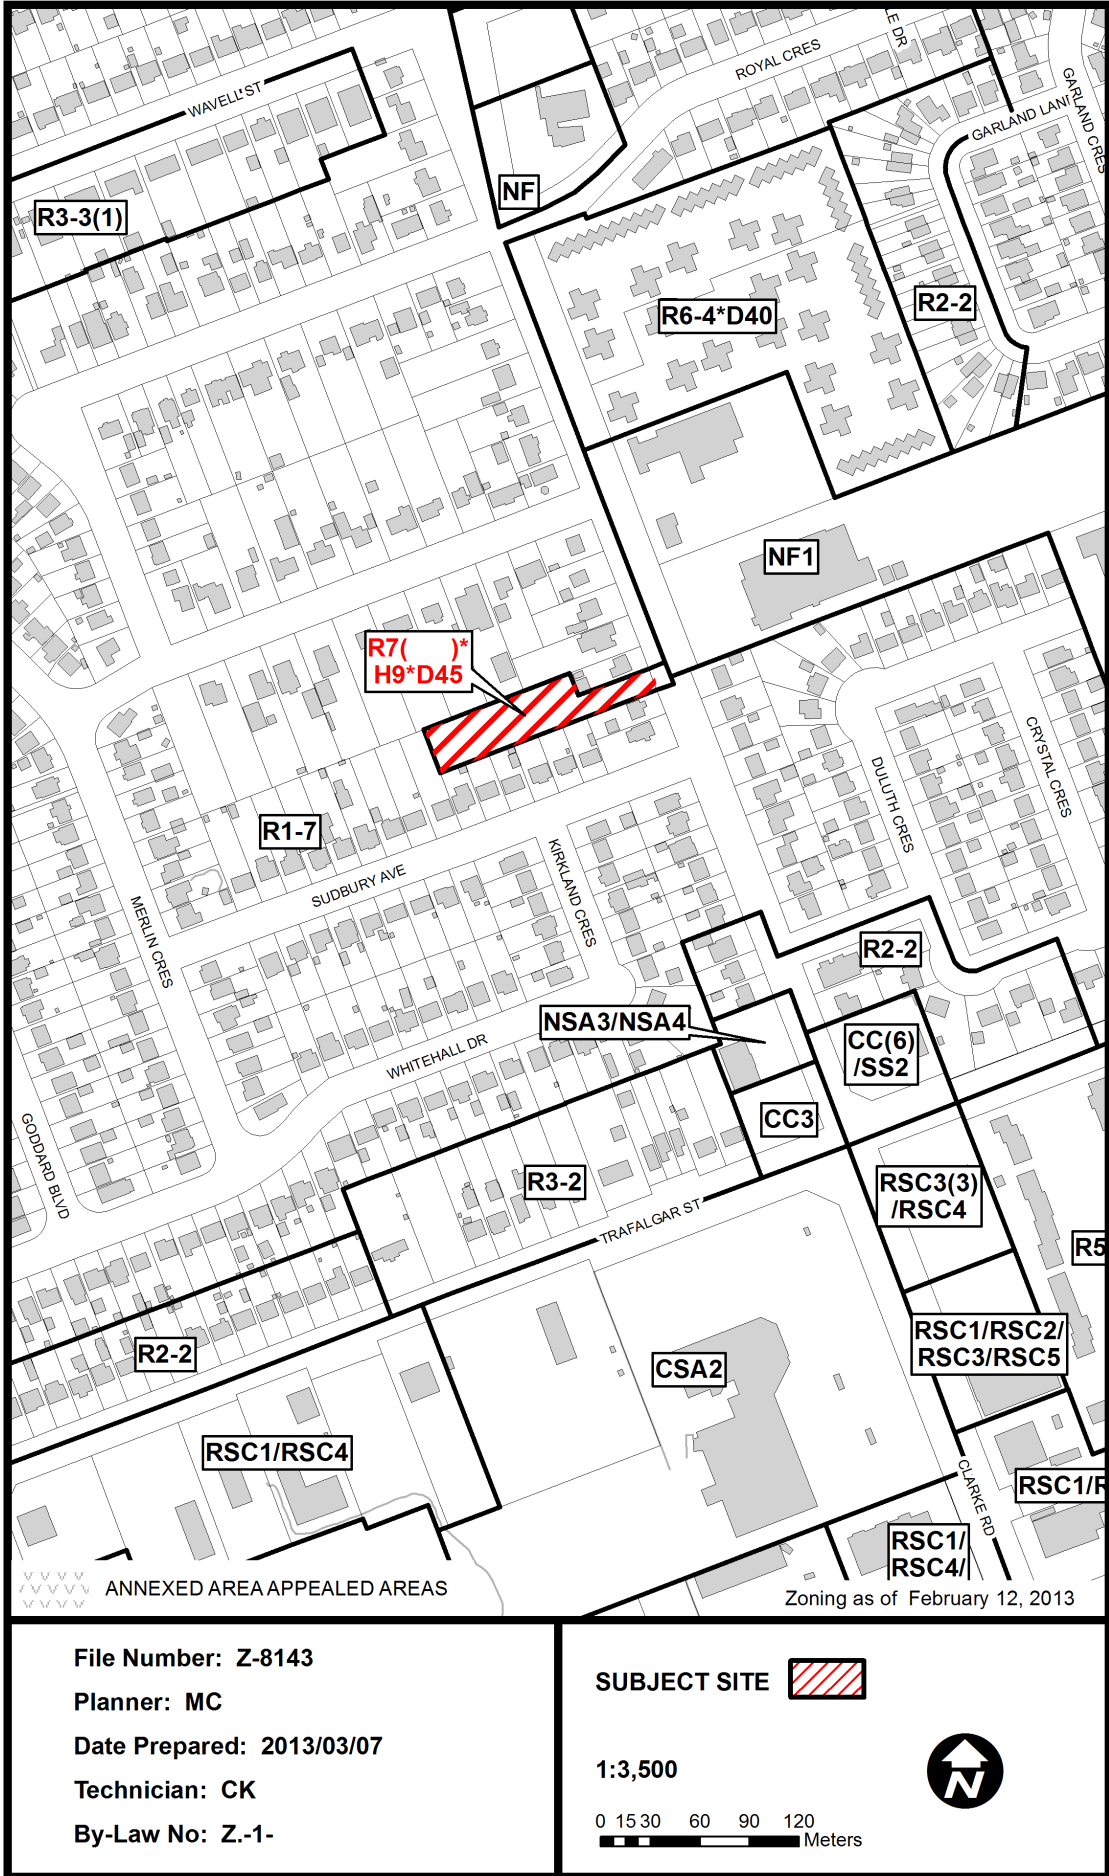 ROYAL CRES
LE DR
WAVELL ST
GARLAND LANE
GARLAND CRES
NF
R3-3(1)
R2-2
R6-4*D40
NF1
R7(      )*
H9*D45
CRYSTAL CRES
DULUTH CRES
R1-7
SUDBURY AVE
KIRKLAND CRES
MERLIN CRES
R2-2
NSA3/NSA4
CC(6)
/SS2
WHITEHALL DR
CC3
GODDARD BLVD
R3-2
RSC3(3)
/RSC4
TRAFALGAR ST
R5
RSC1/RSC2/
RSC3/RSC5
R2-2
CSA2
RSC1/RSC4
CLARKE RD
RSC1/R
RSC1/
RSC4/
ANNEXED AREA APPEALED AREAS
Zoning as of February 12, 2013
File Number: Z-8143
Planner: MC
Date Prepared: 2013/03/07
Technician: CK
By-Law No: Z.-1-
SUBJECT SITE
1:3,500
N
0 15 30 60 90 120
Meters